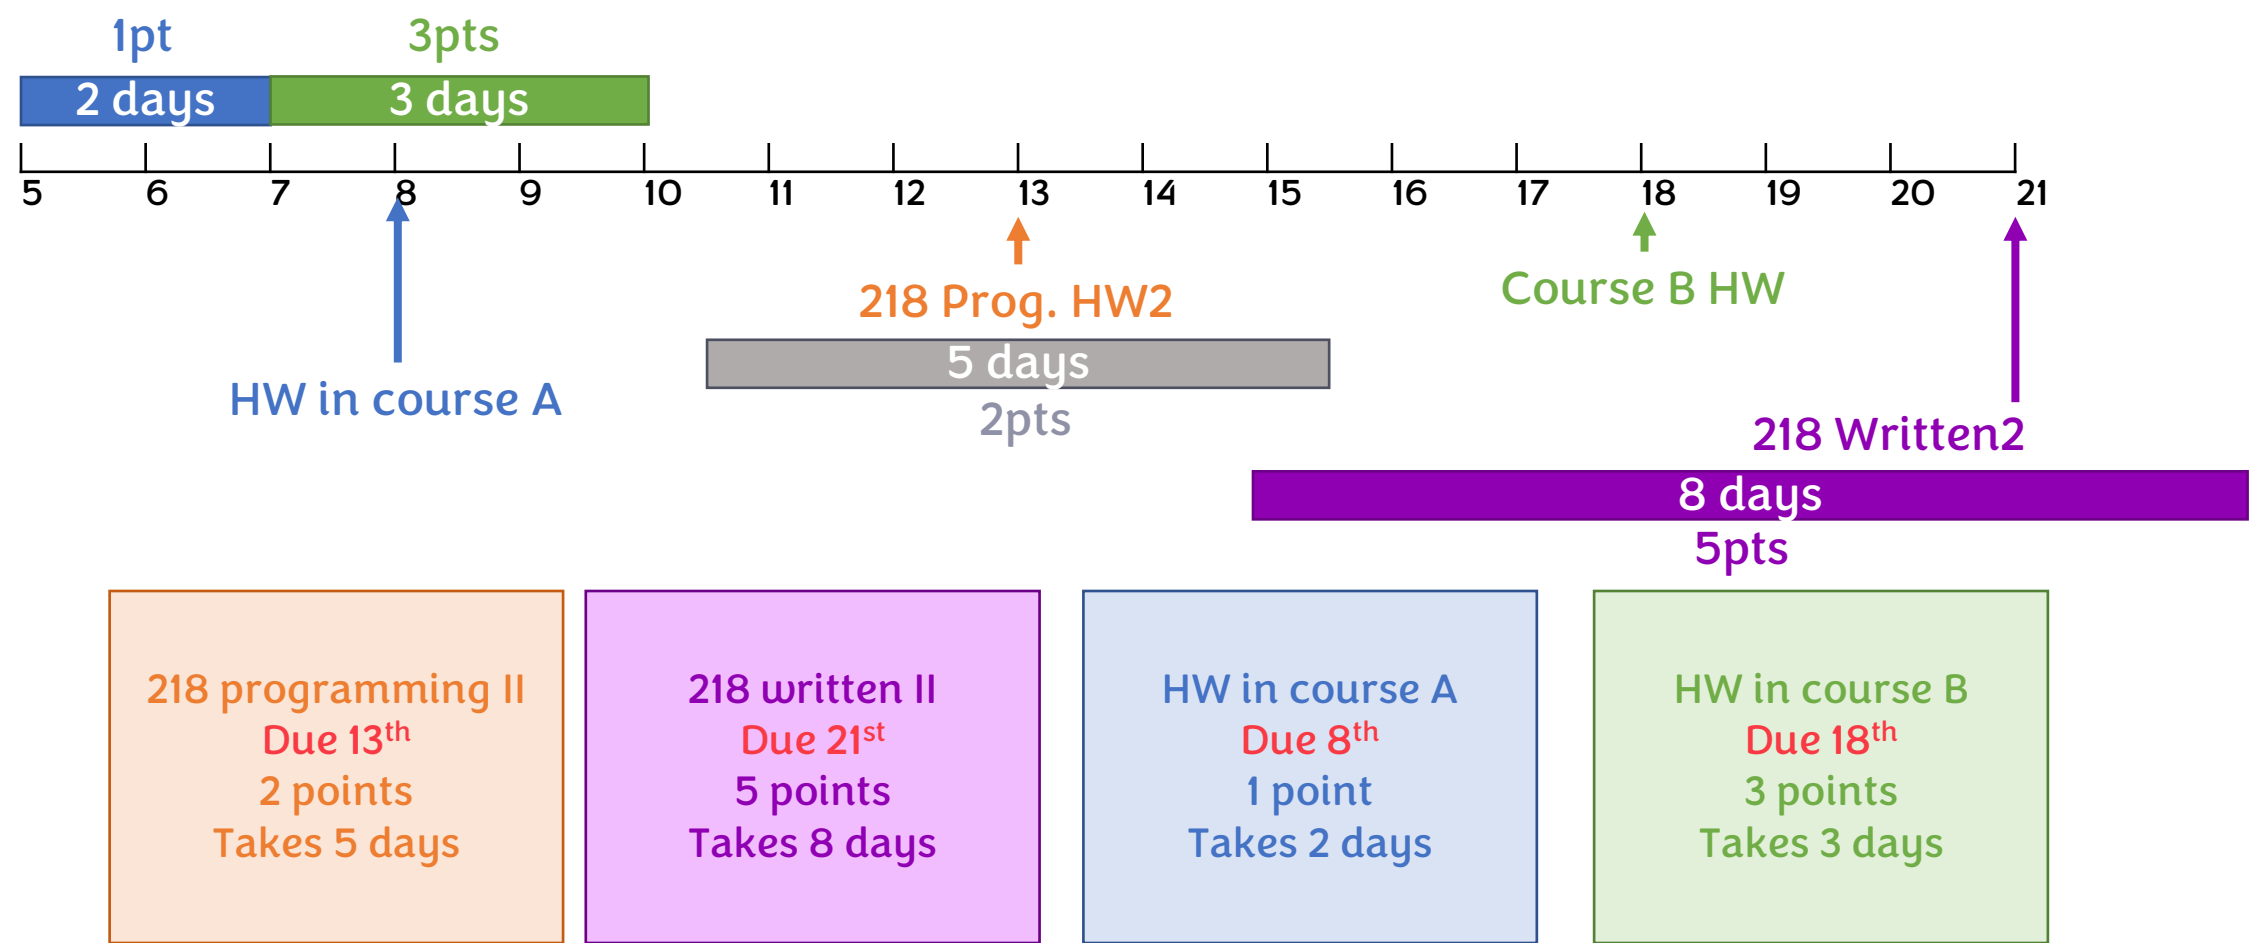 1pt 3pts
2 days 3 days
5 6 7 8 9 10 11 12 13 14 15 16 17 18 19 20 21
218 Prog. HW2
Course B HW
5 days
HW in course A
2pts
218 Written2
8 days
5pts
218 programming II
Due 13th
2 points
Takes 5 days
218 written II
Due 21st
5 points
Takes 8 days
HW in course A
Due 8th
1 point
Takes 2 days
HW in course B
Due 18th
3 points
Takes 3 days